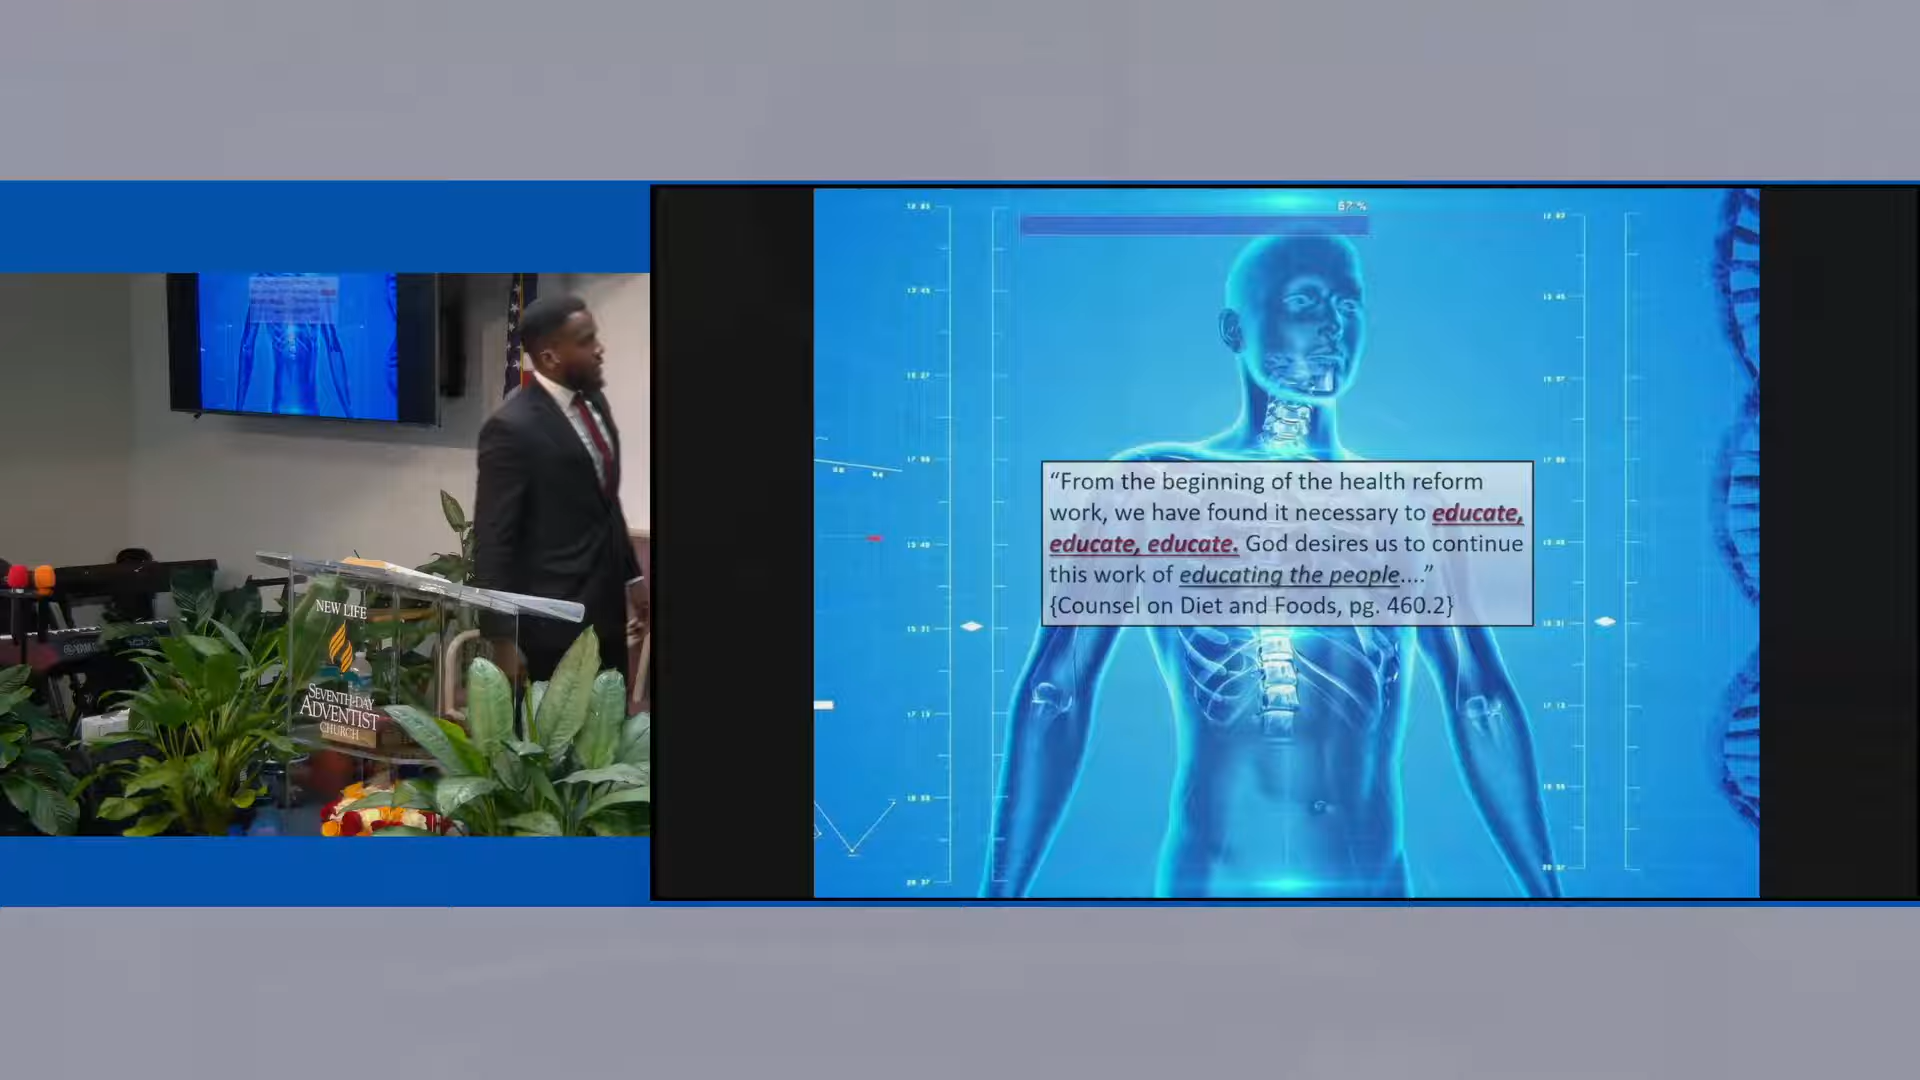 NEW LIFE
SEVENTH-DAY
ADVENTIST
CHURCH
67 %
“From the beginning of the health reform
work, we have found it necessary to educate,
educate, educate. God desires us to continue
this work of educating the people....”
{Counsel on Diet and Foods, pg. 460.2}